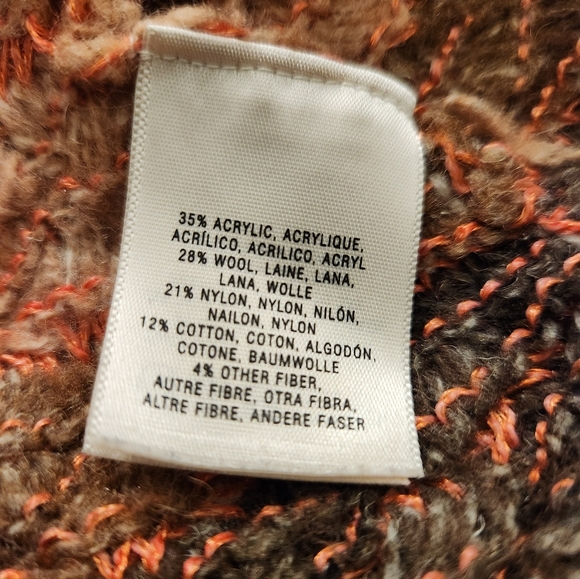 35% ACRYLIC, ACRYLIQUE,
ACRÍLICO, ACRILICO, ACRYL
28% WOOL, LAINE, LANA,
LANA, WOLLE
21% NYLON, NYLON, NILÓN,
NAILON, NYLON
12% COTTON, COTON, ALGODÓN,
COTONE, BAUMWOLLE
4% OTHER FIBER,
AUTRE FIBRE, OTRA FIBRA,
ALTRE FIBRE, ANDERE FASER